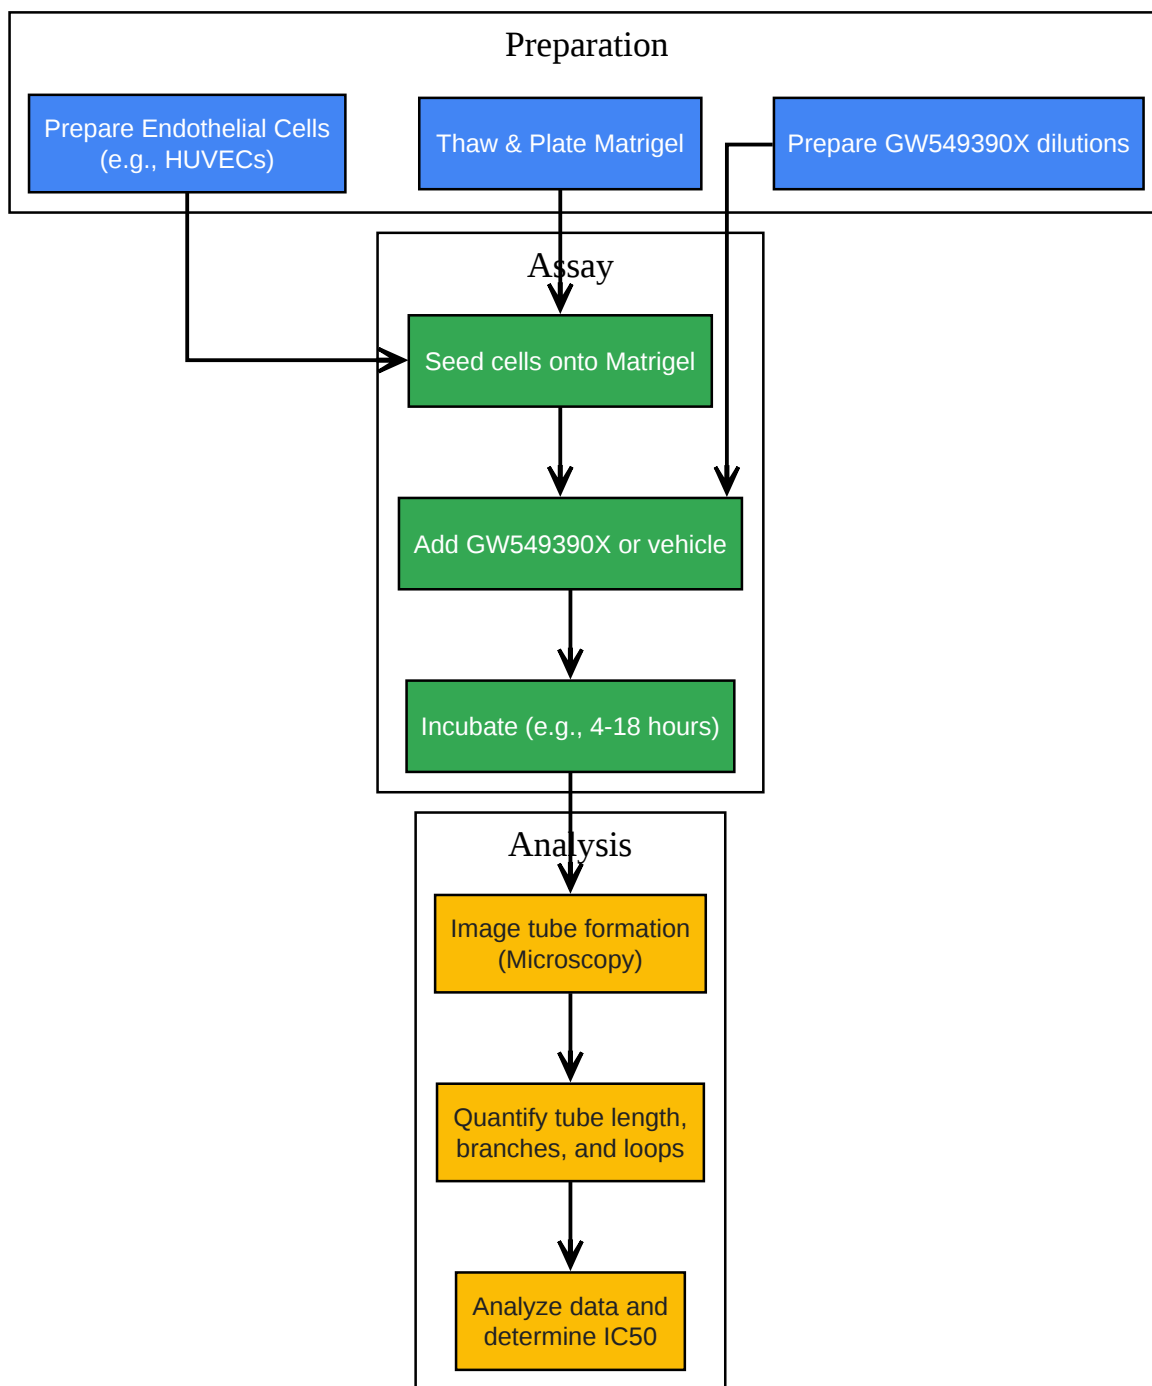 Preparation
Prepare Endothelial Cells
(e.g., HUVECs)
Thaw & Plate Matrigel
Prepare GW549390X dilutions
Assay
Seed cells onto Matrigel
Add GW549390X or vehicle
Incubate (e.g., 4-18 hours)
Analysis
Image tube formation
(Microscopy)
Quantify tube length,
branches, and loops
Analyze data and
determine IC50